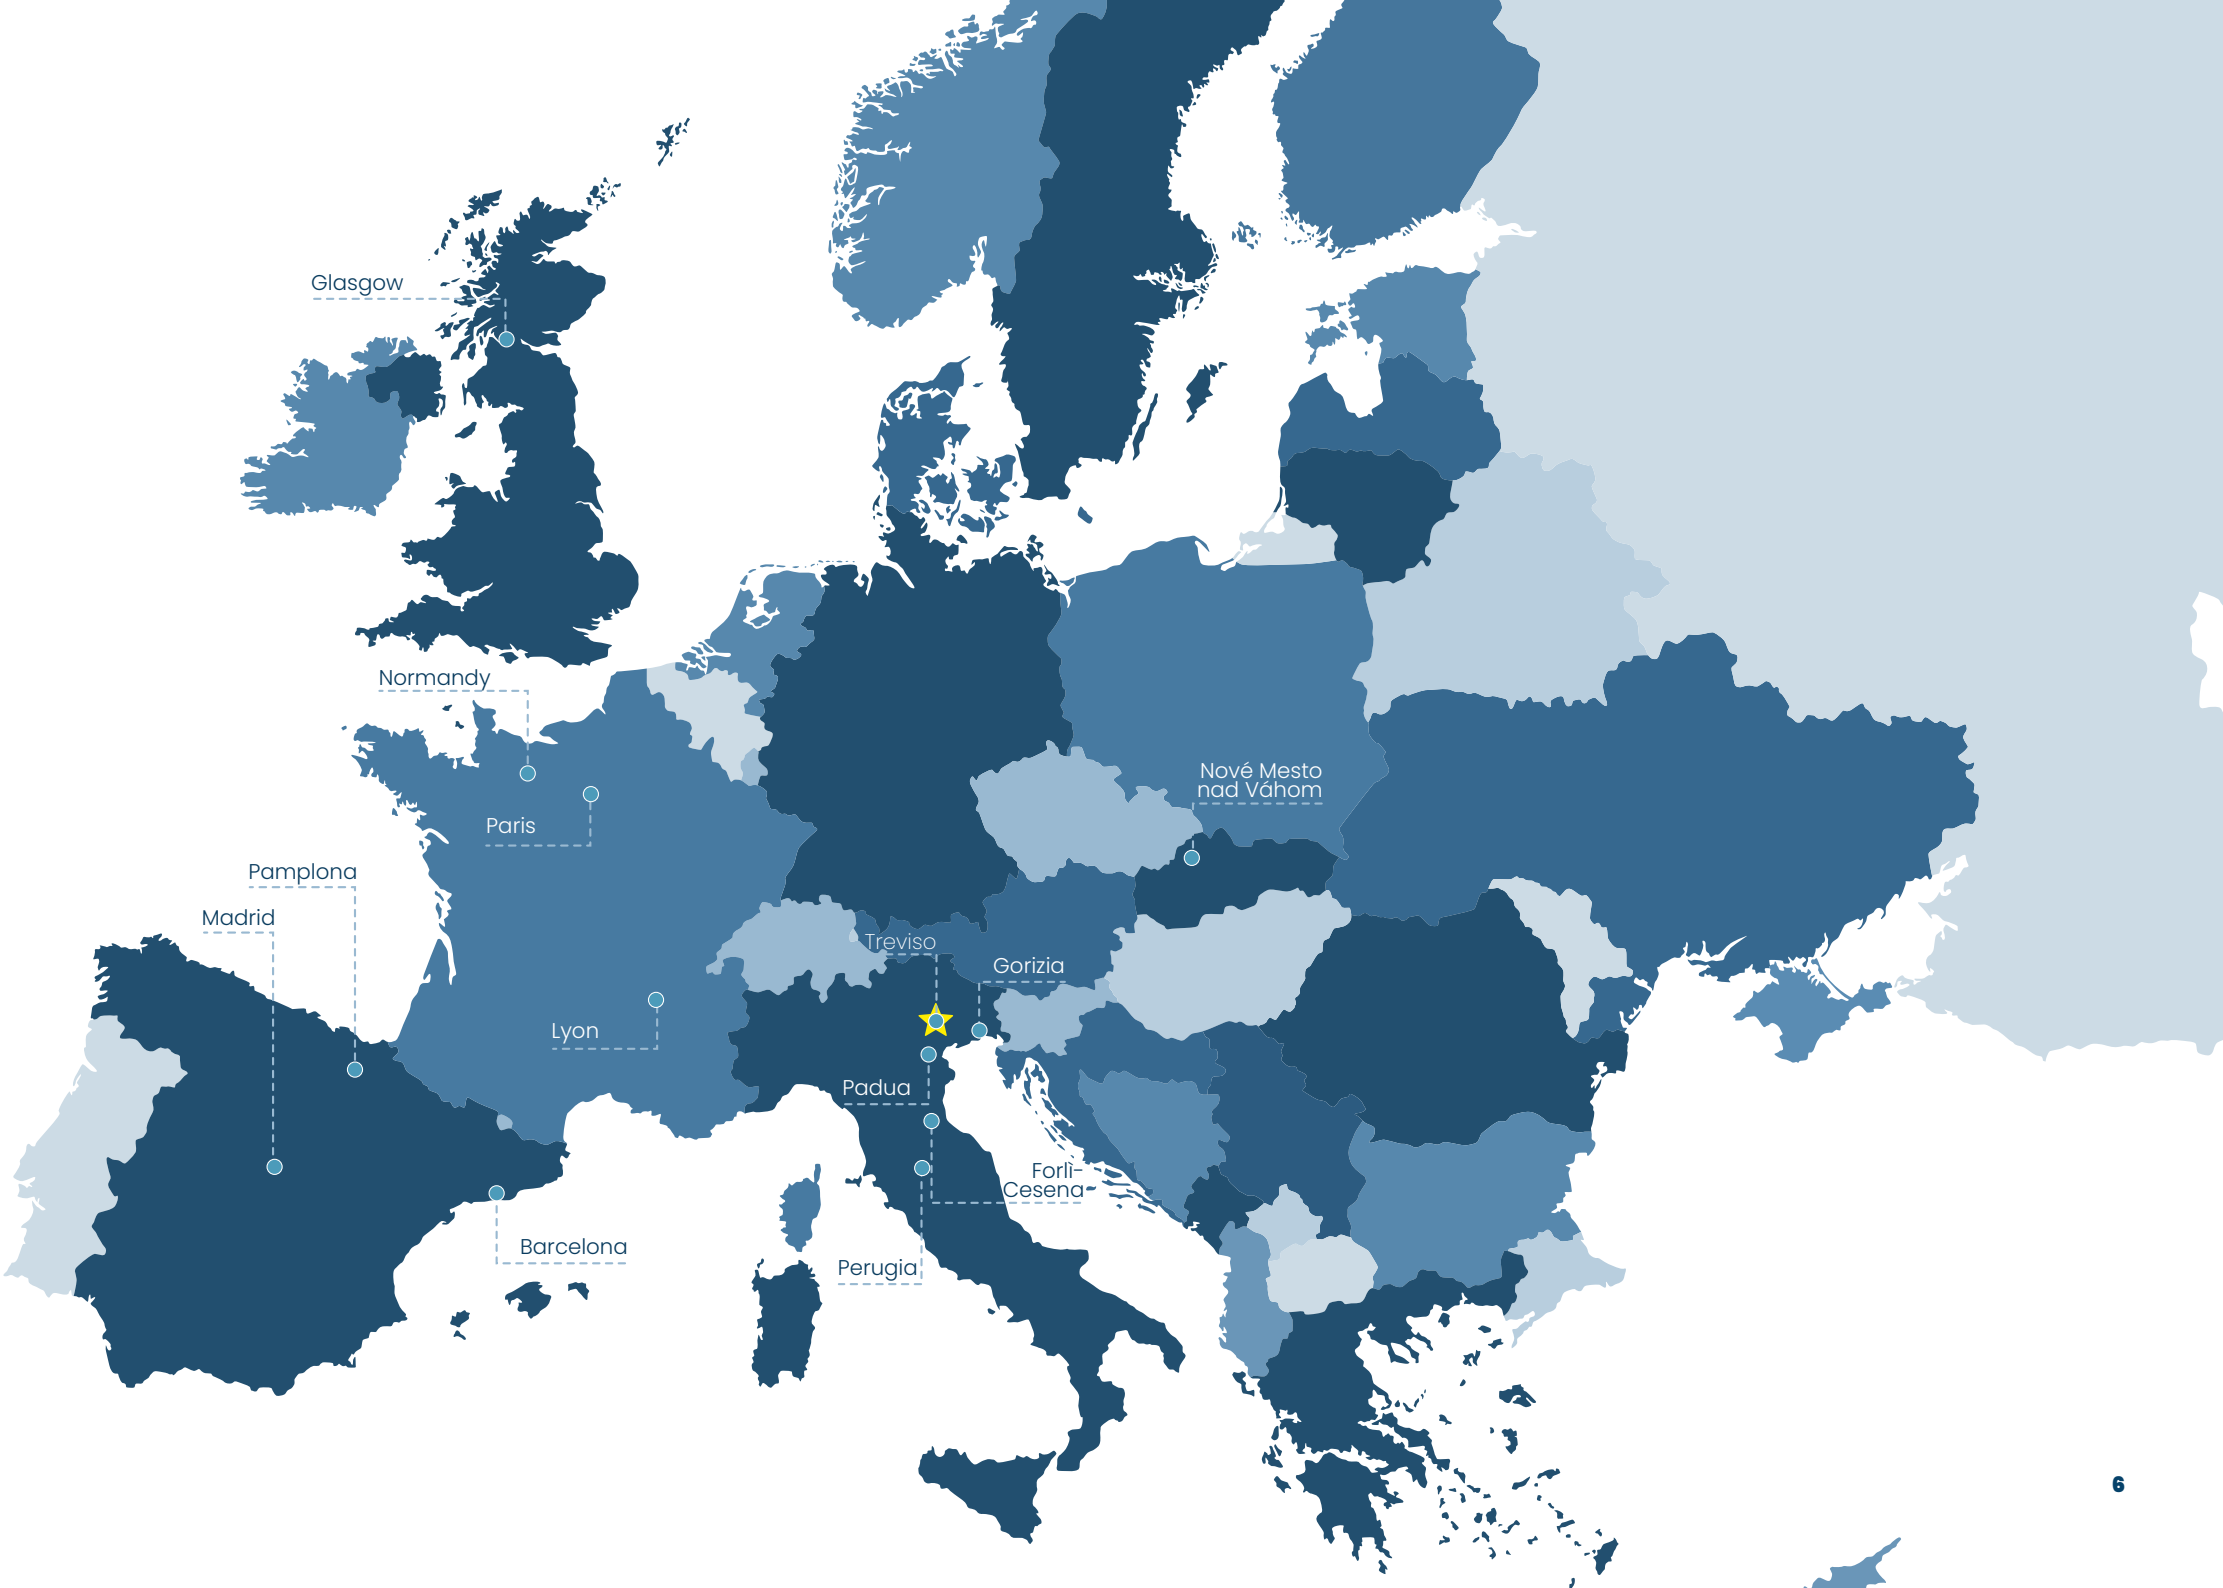 Glasgow
Normandy
Nové Mesto
nad Váhom
Paris
Pamplona
Madrid
Treviso
Gorizia
Lyon
Padua
Forlì-
Cesena
Barcelona
Perugia
6